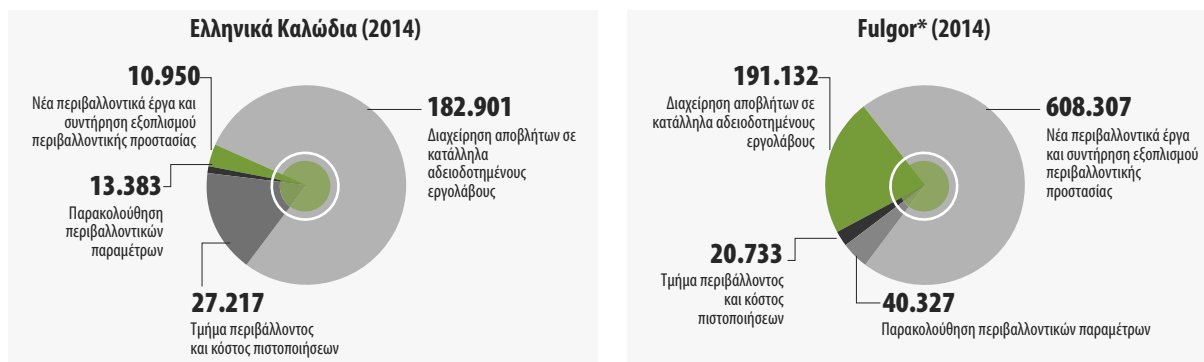 Ελληνικά Καλώδια (2014)
10.950
Νέα περιβαλλοντικά έργα και
συντήρηση εξοπλισμού
περιβαλλοντικής προστασίας
13.383
Παρακολούθηση
περιβαλλοντικών
παραμέτρων
27.217
Τμήμα περιβάλλοντος
και κόστος πιστοποιήσεων
182.901
Διαχείρηση αποβλήτων σε
κατάλληλα
αδειοδοτημένους
εργολάβους
Fulgor* (2014)
191.132
Διαχείρηση αποβλήτων σε
κατάλληλα αδειοδοτημένους
εργολάβους
20.733
Τμήμα περιβάλλοντος
και κόστος
πιστοποιήσεων
40.327
Παρακολούθηση περιβαλλοντικών παραμέτρων
608.307
Νέα περιβαλλοντικά έργα
και συντήρηση εξοπλισμού
περιβαλλοντικής
προστασίας